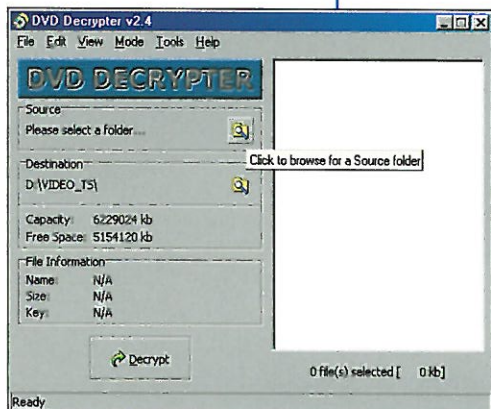 DVD Decrypter v2.4
File Edit View Mode Tools Help
DVD DECRYPTER
Source
Please select a folder...
Click to browse for a Source folder
Destination
D:\VIDEO_TS\
Capacity: 6229024 kb
Free Space: 5154120 kb
File Information
Name: N/A
Size: N/A
Key: N/A
Decrypt
0 file(s) selected [ 0 kb]
Ready